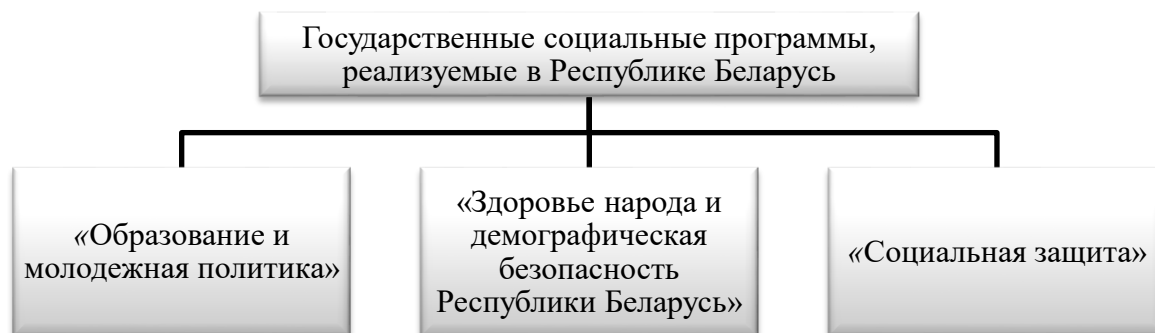 Государственные социальные программы,
реализуемые в Республике Беларусь
«Образование и
молодежная политика»
«Здоровье народа и
демографическая
безопасность
Республики Беларусь»
«Социальная защита»